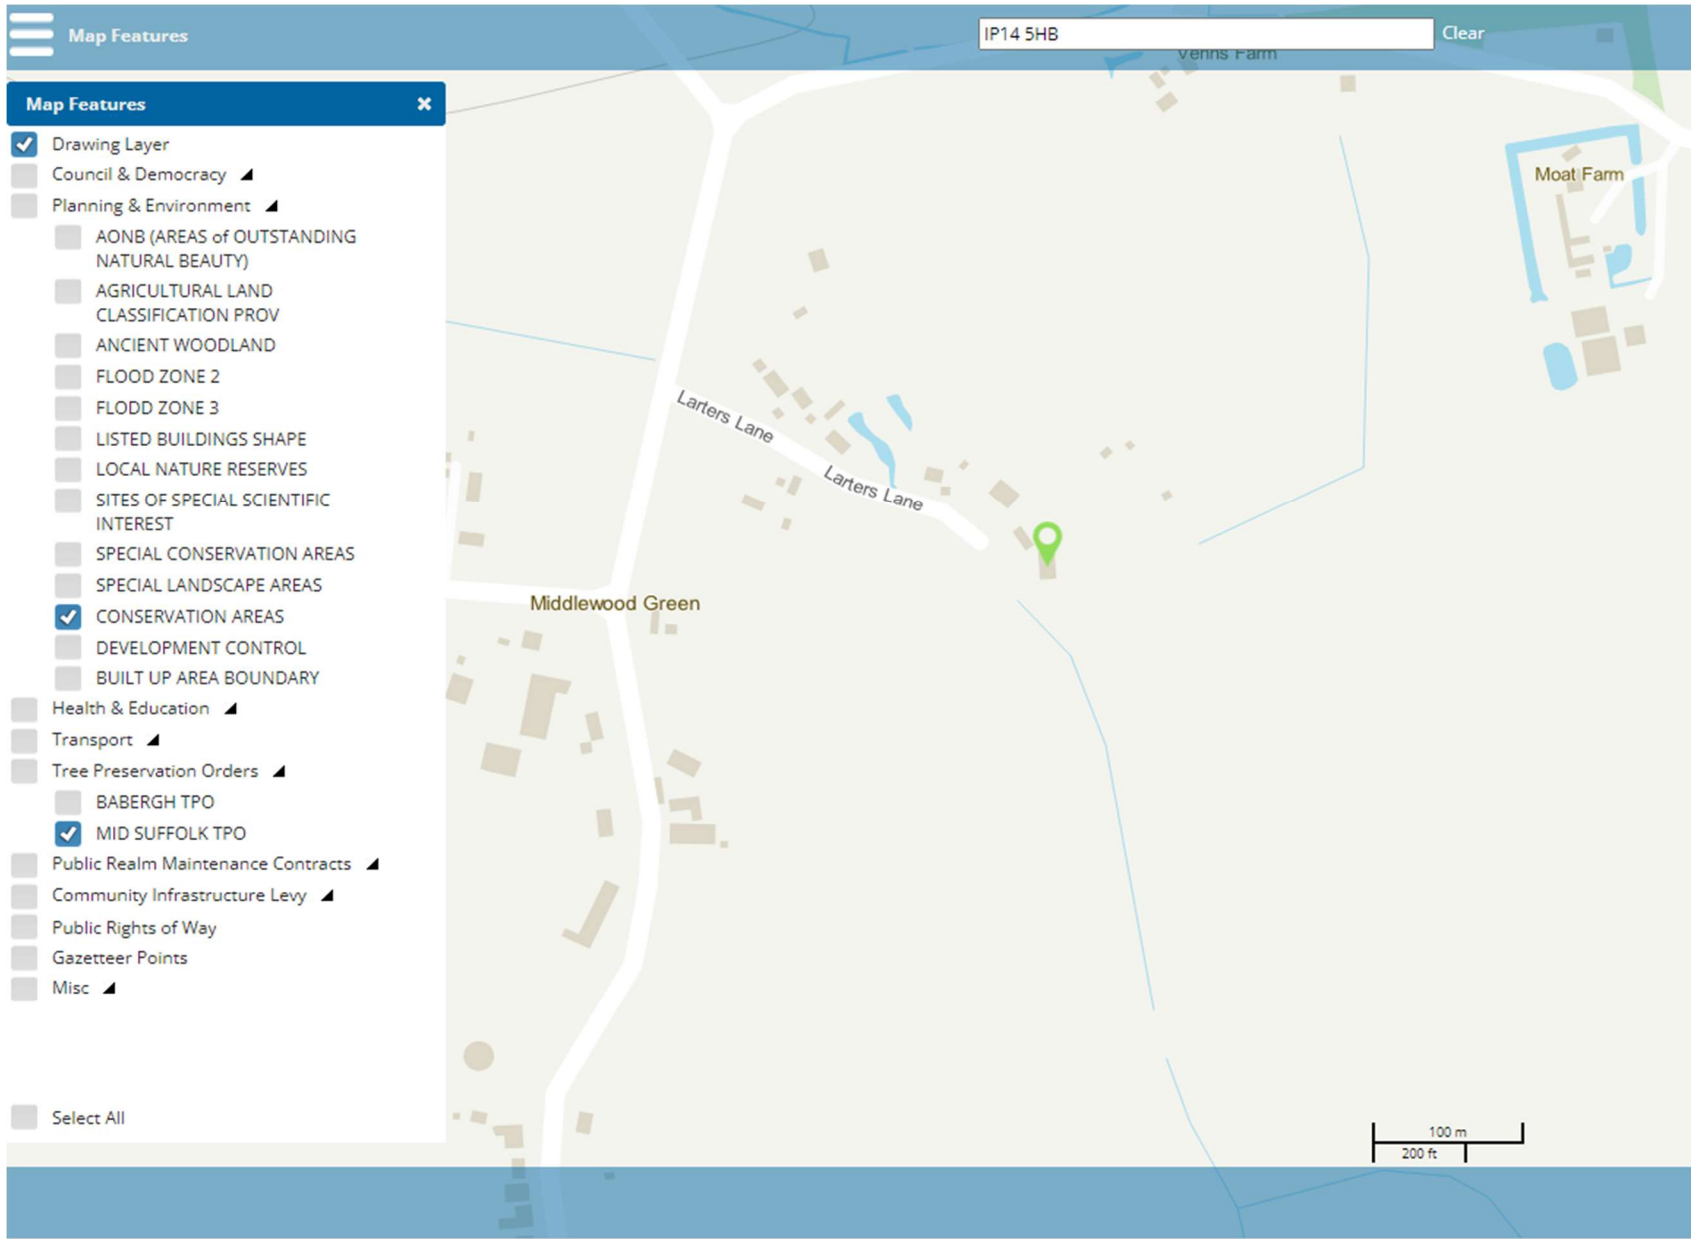 Map Features
IP14 5HB
Clear
Map Features
Drawing Layer
Council & Democracy
Planning & Environment
AONB (AREAS of OUTSTANDING
NATURAL BEAUTY)
AGRICULTURAL LAND
CLASSIFICATION PROV
ANCIENT WOODLAND
FLOOD ZONE 2
FLODD ZONE 3
LISTED BUILDINGS SHAPE
LOCAL NATURE RESERVES
SITES OF SPECIAL SCIENTIFIC
INTEREST
SPECIAL CONSERVATION AREAS
SPECIAL LANDSCAPE AREAS
CONSERVATION AREAS
DEVELOPMENT CONTROL
BUILT UP AREA BOUNDARY
Health & Education
Transport
Tree Preservation Orders
BABERGH TPO
MID SUFFOLK TPO
Public Realm Maintenance Contracts
Community Infrastructure Levy
Public Rights of Way
Gazetteer Points
Misc
Select All
Venns Farm
Moat Farm
Larters Lane
Larters Lane
Middlewood Green
100 m
200 ft